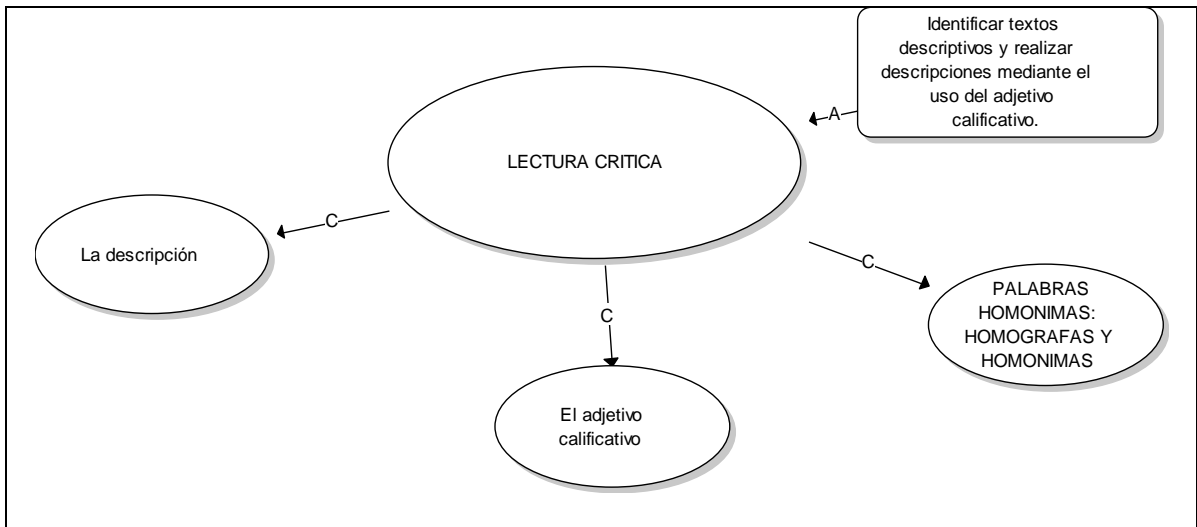 Identificar textos
descriptivos y realizar
descripciones mediante el
uso del adjetivo
calificativo.
A
LECTURA CRITICA
C
La descripción
C
PALABRAS
HOMONIMAS:
HOMOGRAFAS Y
HOMONIMAS
C
El adjetivo
calificativo